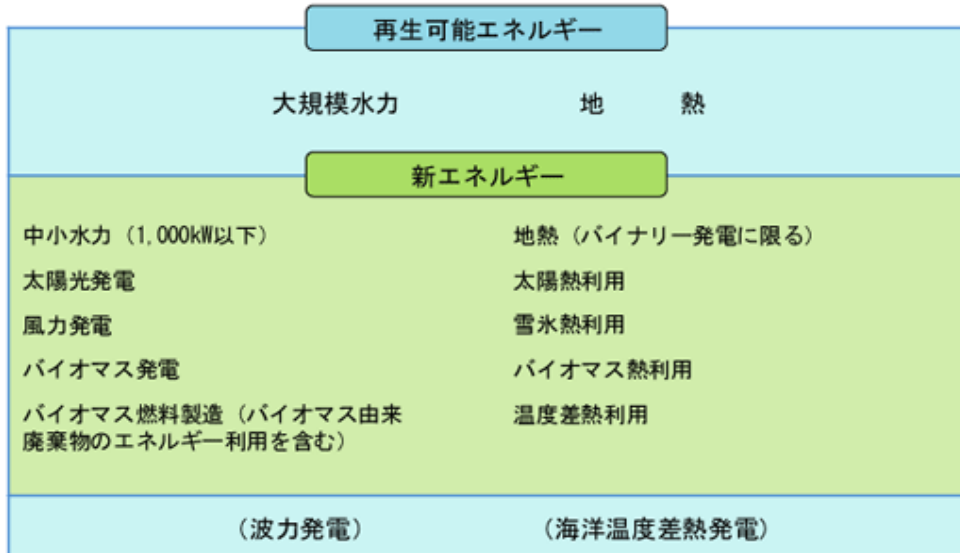 再生可能エネルギー
大規模水力 地 熱
新エネルギー
中小水力（1,000kW以下） 地熱（バイナリー発電に限る）
太陽光発電 太陽熱利用
風力発電 雪氷熱利用
バイオマス発電 バイオマス熱利用
バイオマス燃料製造（バイオマス由来 温度差熱利用
廃棄物のエネルギー利用を含む）
（波力発電） （海洋温度差熱発電）